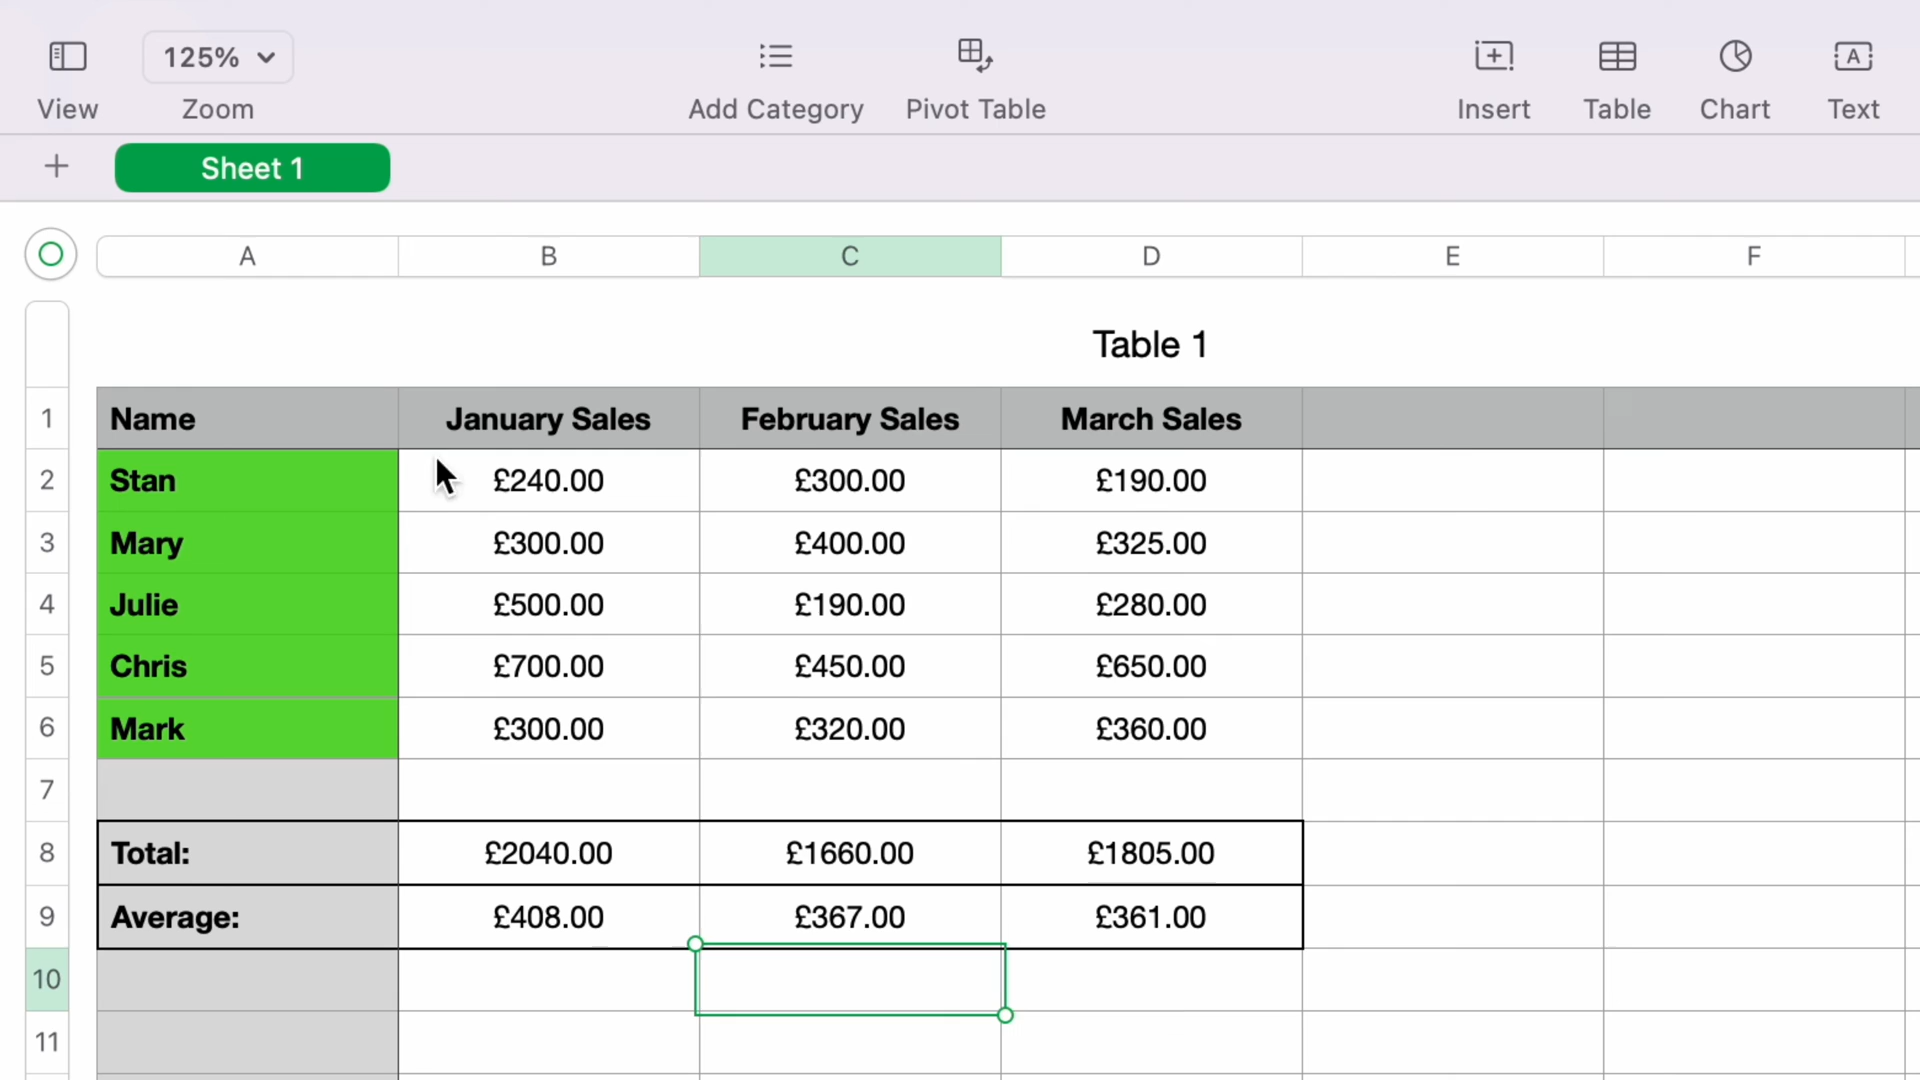 125%
View Zoom Add Category Pivot Table Insert Table Chart Text
+ Sheet 1
A B C D E F
Table 1
1 Name January Sales February Sales March Sales
2 Stan £240.00 £300.00 £190.00
3 Mary £300.00 £400.00 £325.00
4 Julie £500.00 £190.00 £280.00
5 Chris £700.00 £450.00 £650.00
6 Mark £300.00 £320.00 £360.00
7
8 Total: £2040.00 £1660.00 £1805.00
9 Average: £408.00 £367.00 £361.00
10
11